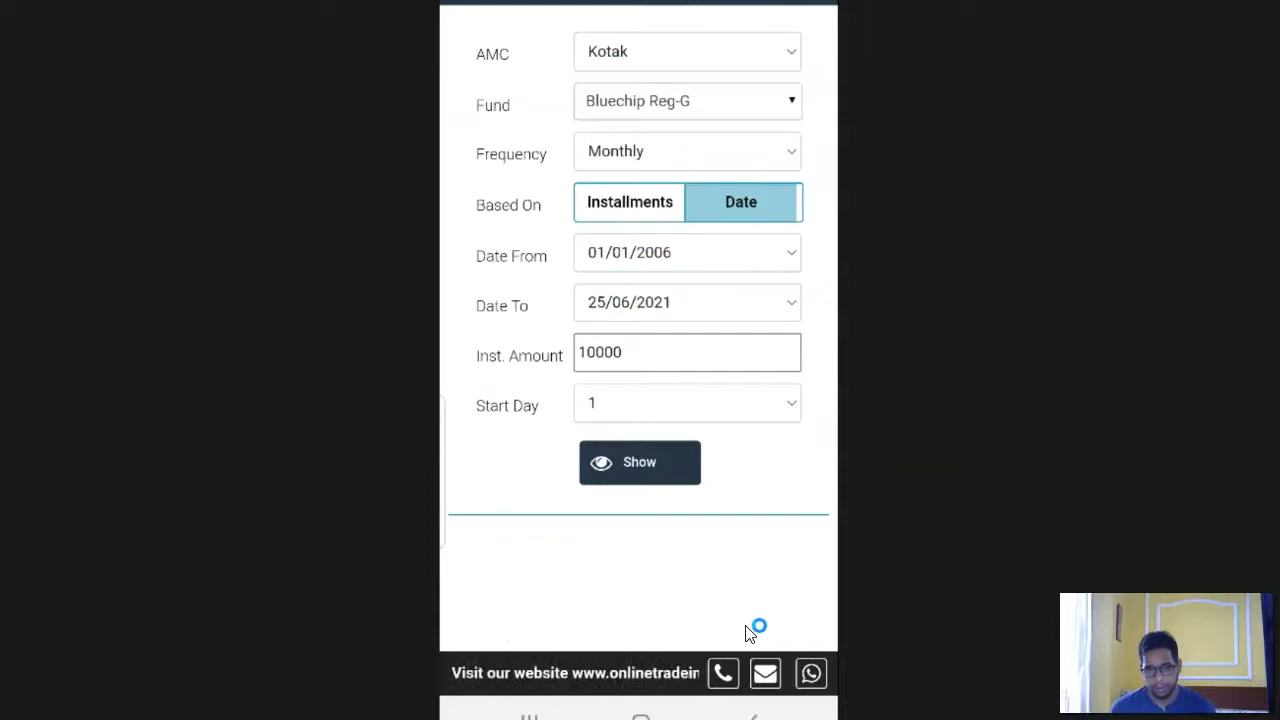 AMC Kotak
Fund Bluechip Reg-G
Frequency Monthly
Based On Installments Date
Date From 01/01/2006
Date To 25/06/2021
Inst. Amount 10000
Start Day 1
Show
Visit our website www.onlinetradein